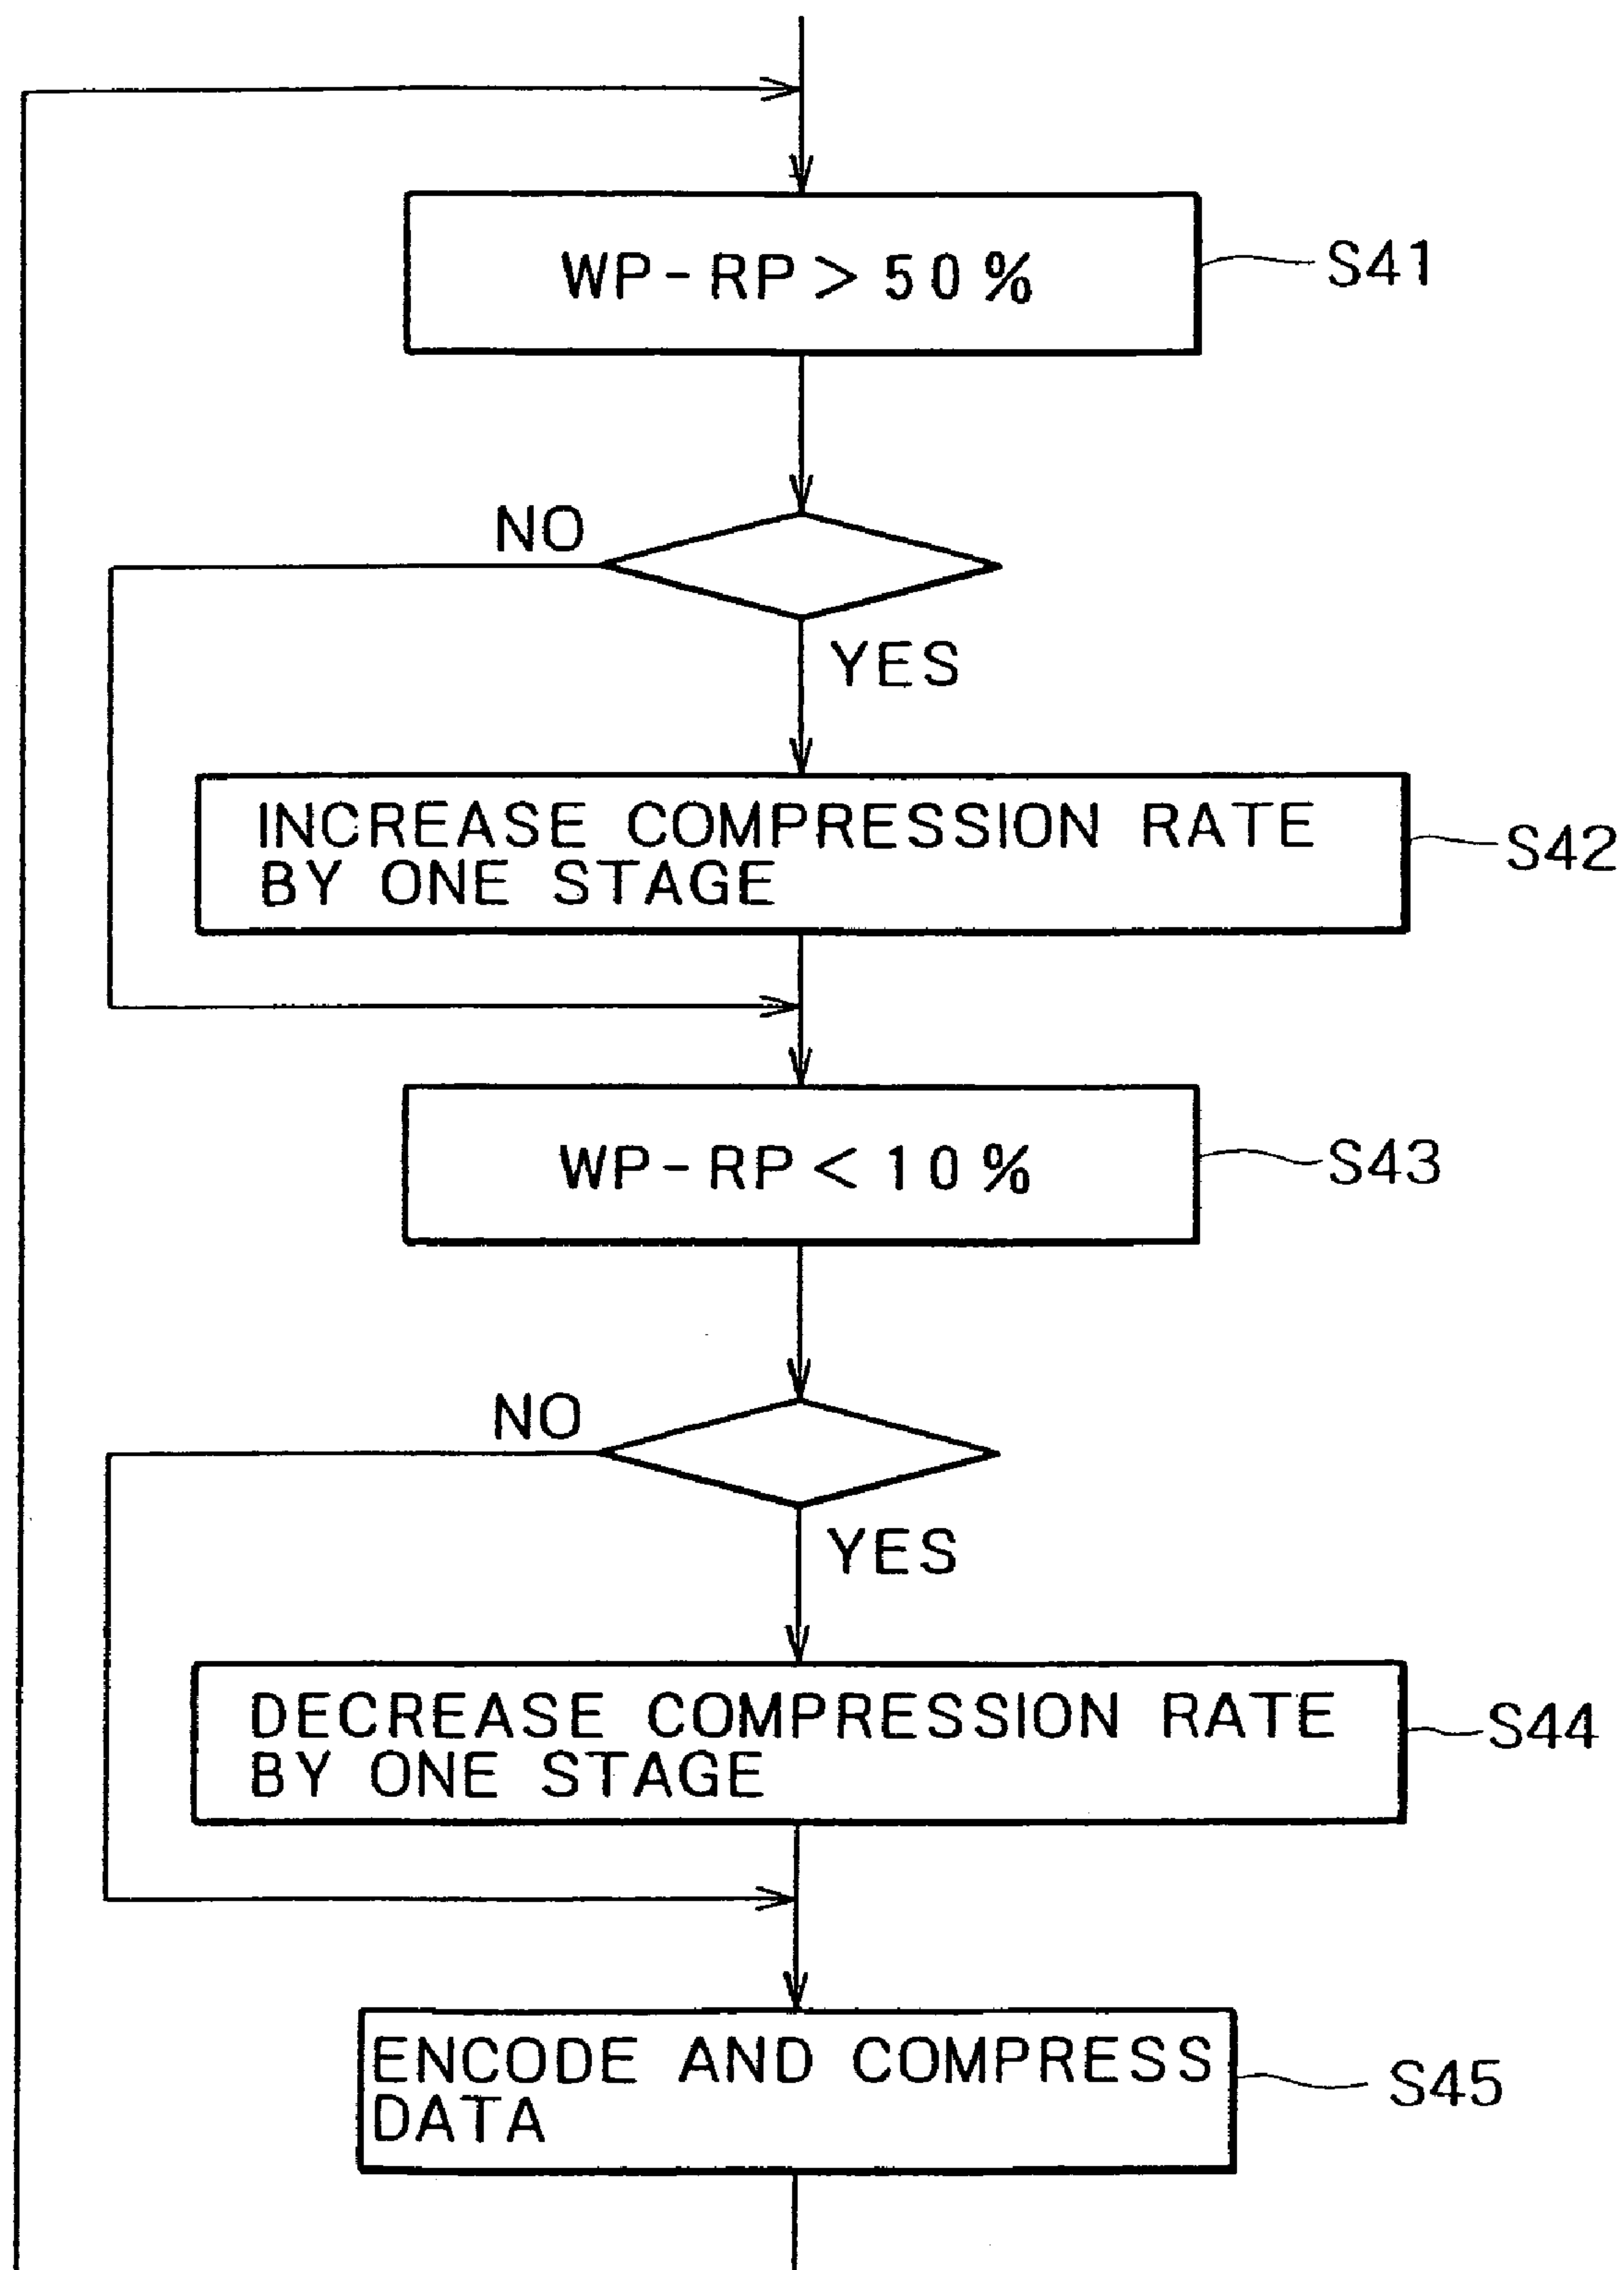 WP-RP > 50%
S41
NO
YES
INCREASE COMPRESSION RATE
BY ONE STAGE
S42
WP-RP < 10%
S43
NO
YES
DECREASE COMPRESSION RATE
BY ONE STAGE
S44
ENCODE AND COMPRESS
DATA
S45